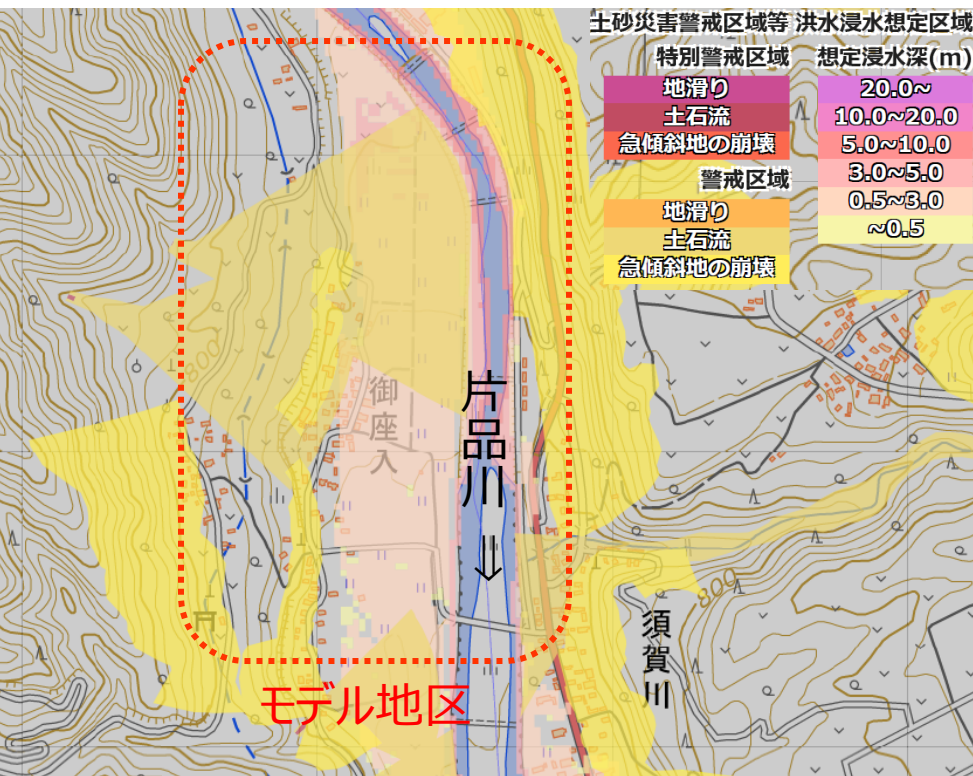 土砂災害警戒区域等 洪水浸水想定区域
特別警戒区域 想定浸水深(m)
地滑り 20.0~
土石流 10.0~20.0
急傾斜地の崩壊 5.0~10.0
3.0~5.0
警戒区域
0.5~3.0
地滑り
~0.5
土石流
急傾斜地の崩壊
800
御座入
片品川
⇓
800
須賀川
モデル地区